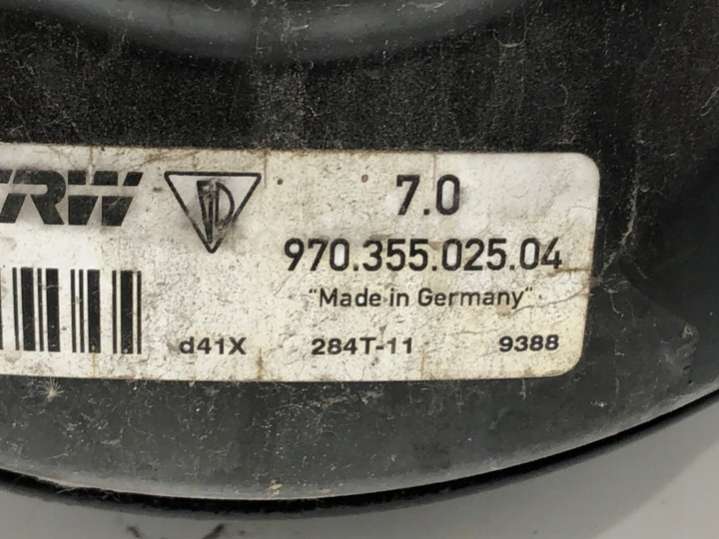 TRW
7.0
970.355.025.04
"Made in Germany"
d41X 284T-11 9388